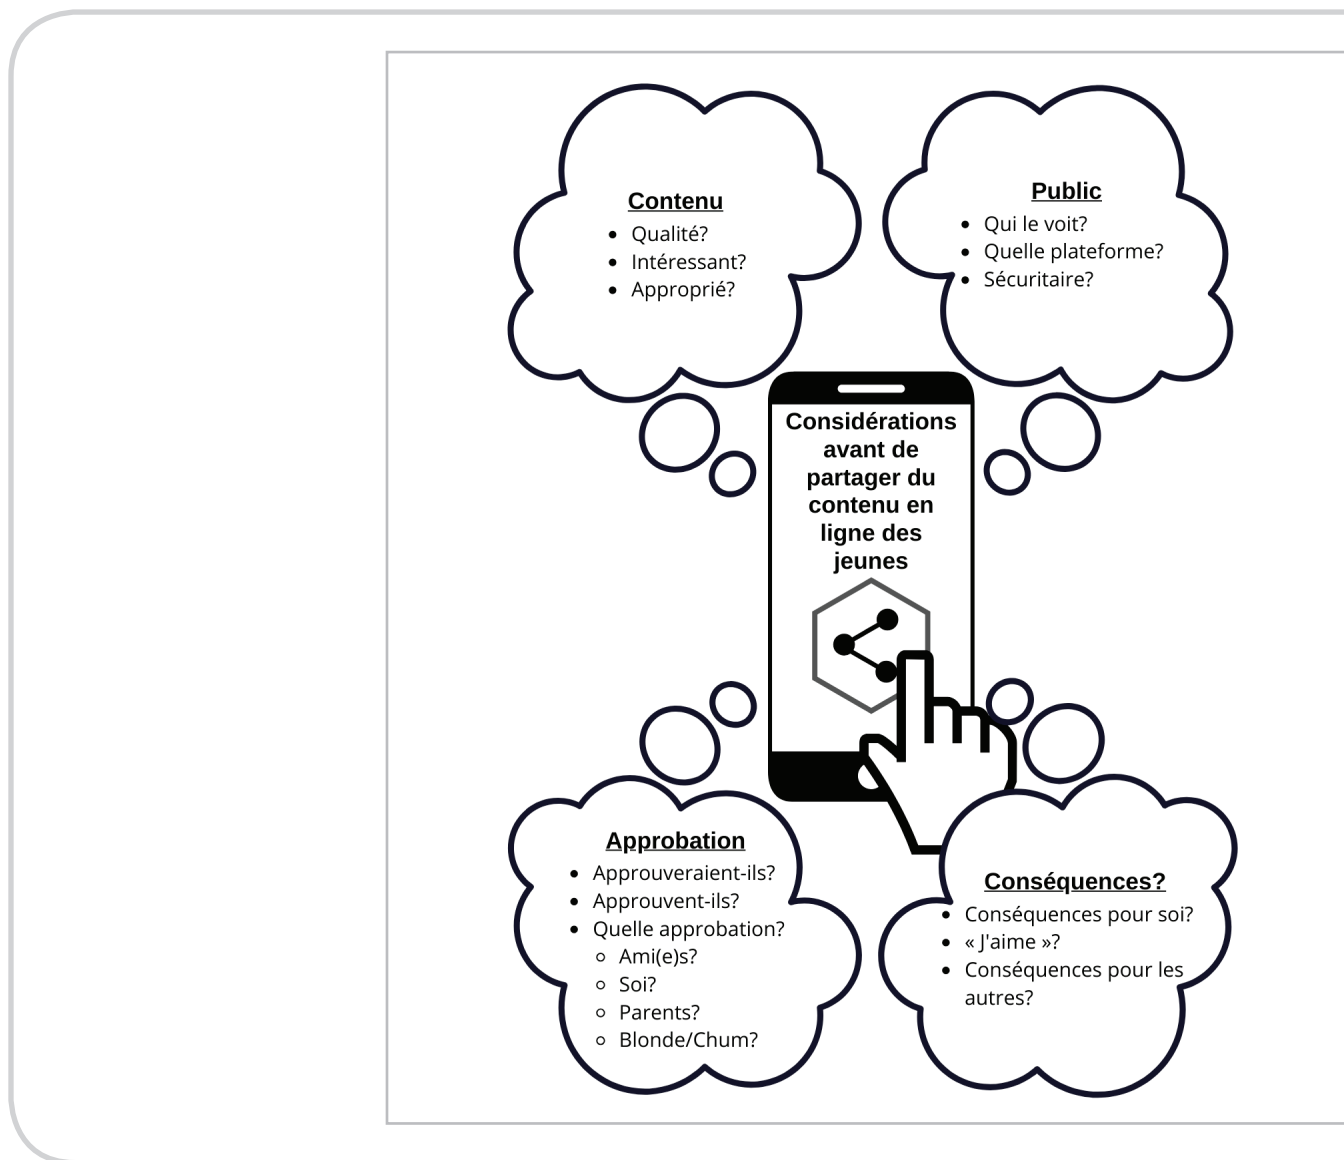 Contenu
Qualité?
Intéressant?
Approprié?
Public
Qui le voit?
Quelle plateforme?
Sécuritaire?
Considérations
avant de
partager du
contenu en
ligne des
jeunes
Approbation
Approuveraient-ils?
Approuvent-ils?
Quelle approbation?
Ami(e)s?
Soi?
Parents?
Blonde/Chum?
Conséquences?
Conséquences pour soi?
« J'aime »?
Conséquences pour les
autres?